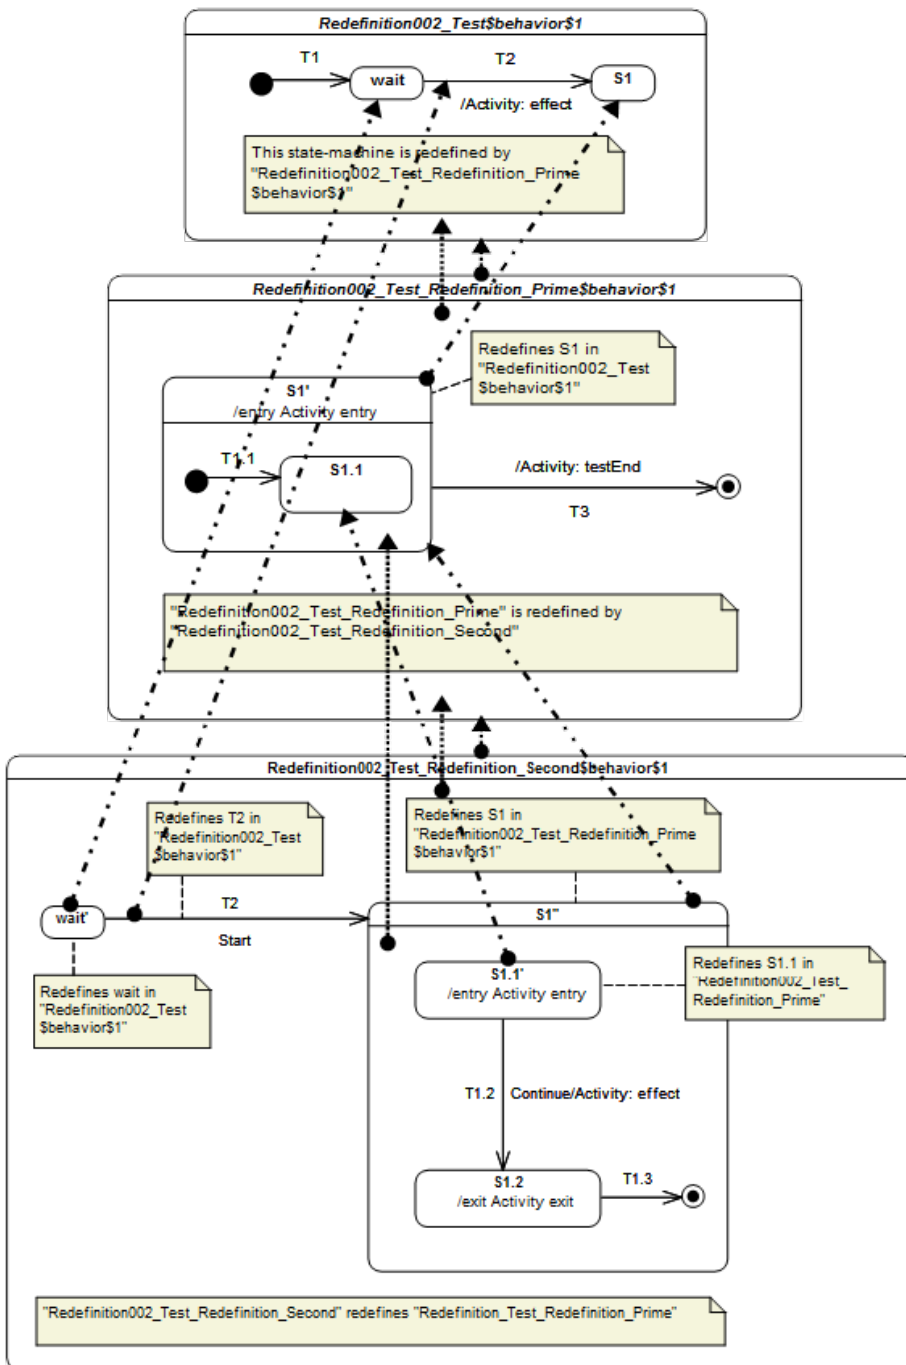 Redefinition002_Test$behavior$1
T1
wait
T2
S1
/Activity: effect
This state-machine is redefined by
"Redefinition002_Test_Redefinition_Prime
$behavior$1"
Redefinition002_Test_Redefinition_Prime$behavior$1
Redefines S1 in
"Redefinition002_Test
$behavior$1"
S1'
/entry Activity entry
T1.1
S1.1
/Activity: testEnd
T3
"Redefinition002_Test_Redefinition_Prime" is redefined by
"Redefinition002_Test_Redefinition_Second"
Redefinition002_Test_Redefinition_Second$behavior$1
Redefines T2 in
"Redefinition002_Test
$behavior$1"
Redefines S1 in
"Redefinition002_Test_Redefinition_Prime
$behavior$1"
wait'
T2
Start
S1"
Redefines wait in
"Redefinition002_Test
$behavior$1"
S1.1'
/entry Activity entry
Redefines S1.1 in
"Redefinition002_Test_
Redefinition_Prime"
T1.2
Continue/Activity: effect
S1.2
/exit Activity exit
T1.3
"Redefinition002_Test_Redefinition_Second" redefines "Redefinition_Test_Redefinition_Prime"